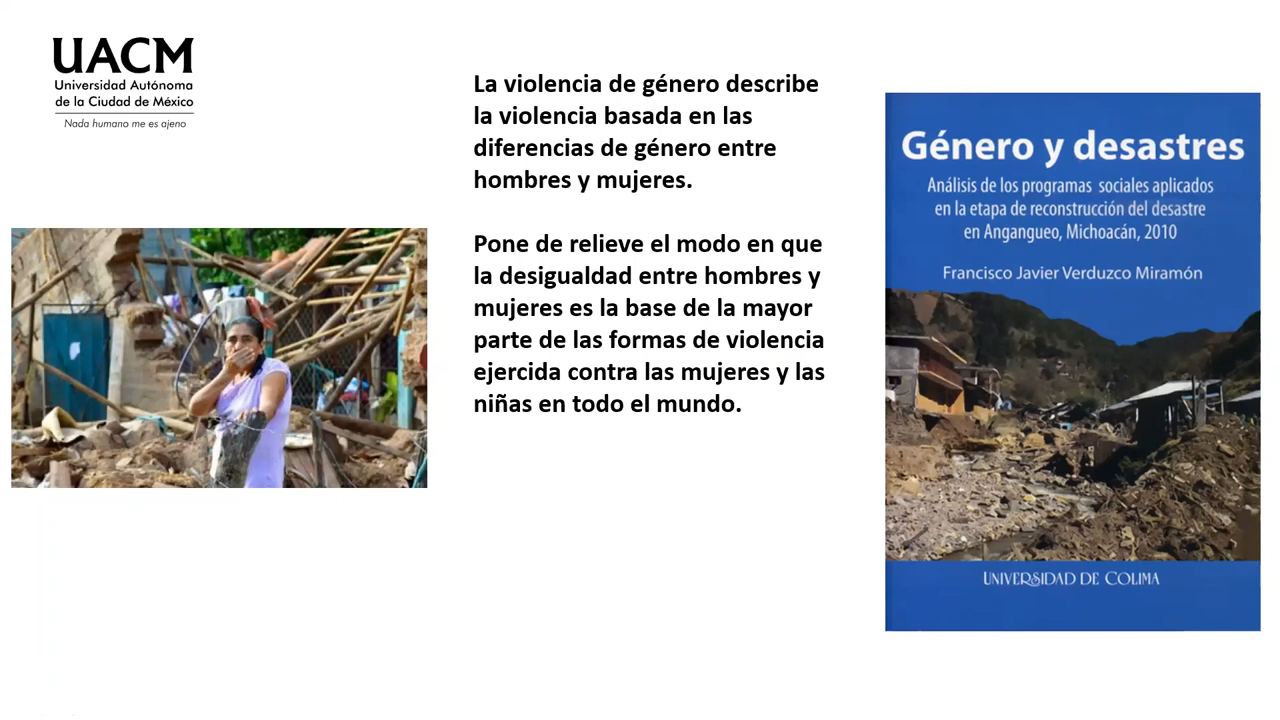 UACM
Universidad Autónoma
de la Ciudad de México
Nada humano me es ajeno
La violencia de género describe
la violencia basada en las
diferencias de género entre
hombres y mujeres.
Pone de relieve el modo en que
la desigualdad entre hombres y
mujeres es la base de la mayor
parte de las formas de violencia
ejercida contra las mujeres y las
niñas en todo el mundo.
Género y desastres
Análisis de los programas sociales aplicados
en la etapa de reconstrucción del desastre
en Angangueo, Michoacán, 2010
Francisco Javier Verduzco Miramón
UNIVERSIDAD DE COLIMA